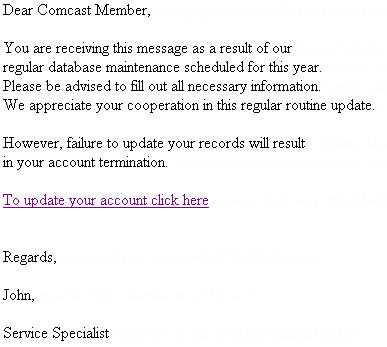 Dear Comcast Member,
You are receiving this message as a result of our
regular database maintenance scheduled for this year.
Please be advised to fill out all necessary information.
We appreciate your cooperation in this regular routine update.
However, failure to update your records will result
in your account termination.
To update your account click here
Regards,
John,
Service Specialist